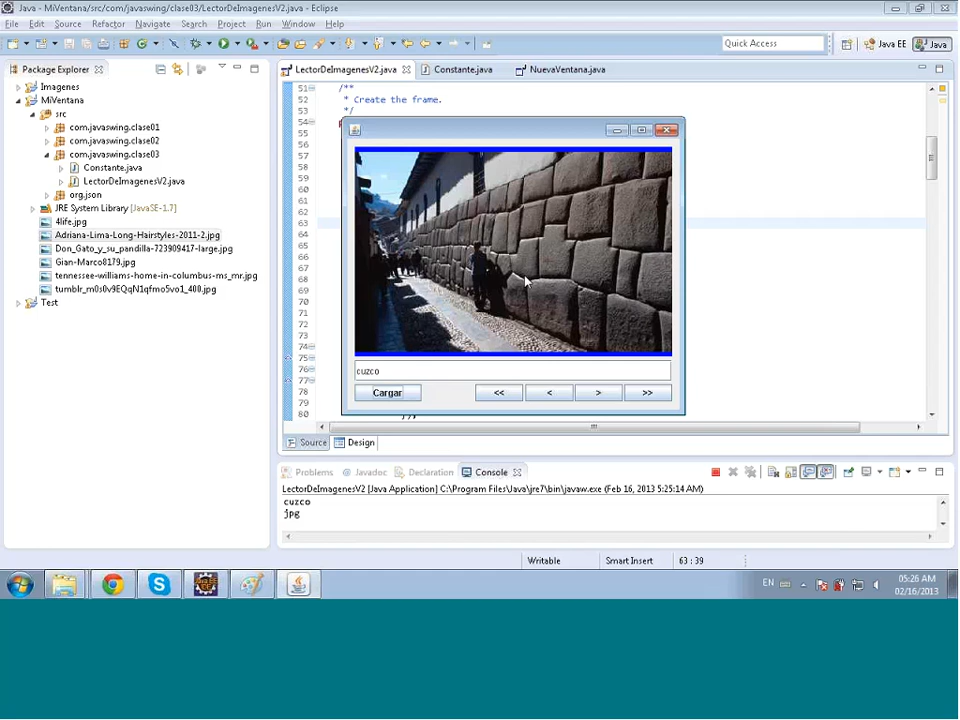 Java - MiVentana/src/com/javaswing/clase03/LectorDeImagenesV2.java - Eclipse
File Edit Source Refactor Navigate Search Project Run Window Help
Quick Access Java EE Java
Package Explorer
LectorDeImagenesV2.java Constante.java NuevaVentana.java
Imagenes
MiVentana
src
com.javaswing.clase01
com.javaswing.clase02
com.javaswing.clase03
Constante.java
LectorDeImagenesV2.java
org.json
JRE System Library [JavaSE-1.7]
4life.jpg
Adriana-Lima-Long-Hairstyles-2011-2.jpg
Don_Gato_y_su_pandilla-723909417-large.jpg
Gian-Marco8179.jpg
tennessee-williams-home-in-columbus-ms_mr.jpg
tumblr_m0s0v9EQqN1qfmo5vo1_400.jpg
Test
51 /**
52 * Create the frame.
53 */
54
55
56
57
58
59
60
61
62
63
64
65
66
67
68
69
70
71
72
73
74
75
76
77
78
79
80 });
cuzco
Cargar << < > >>
Source Design
Problems Javadoc Declaration Console
LectorDeImagenesV2 [Java Application] C:\Program Files\Java\jre7\bin\javaw.exe (Feb 16, 2013 5:25:14 AM)
cuzco
jpg
Writable Smart Insert 63 : 39
EN 05:26 AM
02/16/2013